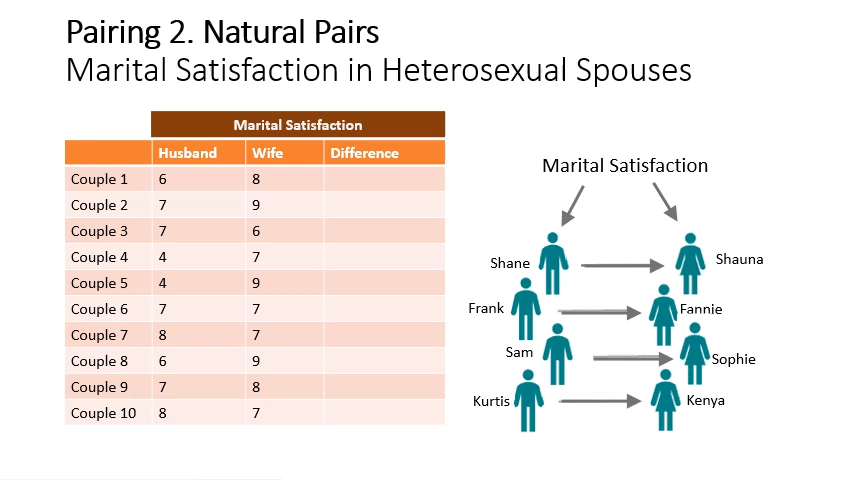 Pairing 2. Natural Pairs
Marital Satisfaction in Heterosexual Spouses
Marital Satisfaction
Husband Wife Difference
Couple 1 6 8
Couple 2 7 9
Couple 3 7 6
Couple 4 4 7
Couple 5 4 9
Couple 6 7 7
Couple 7 8 7
Couple 8 6 9
Couple 9 7 8
Couple 10 8 7
Marital Satisfaction
Shane Shauna
Frank Fannie
Sam Sophie
Kurtis Kenya